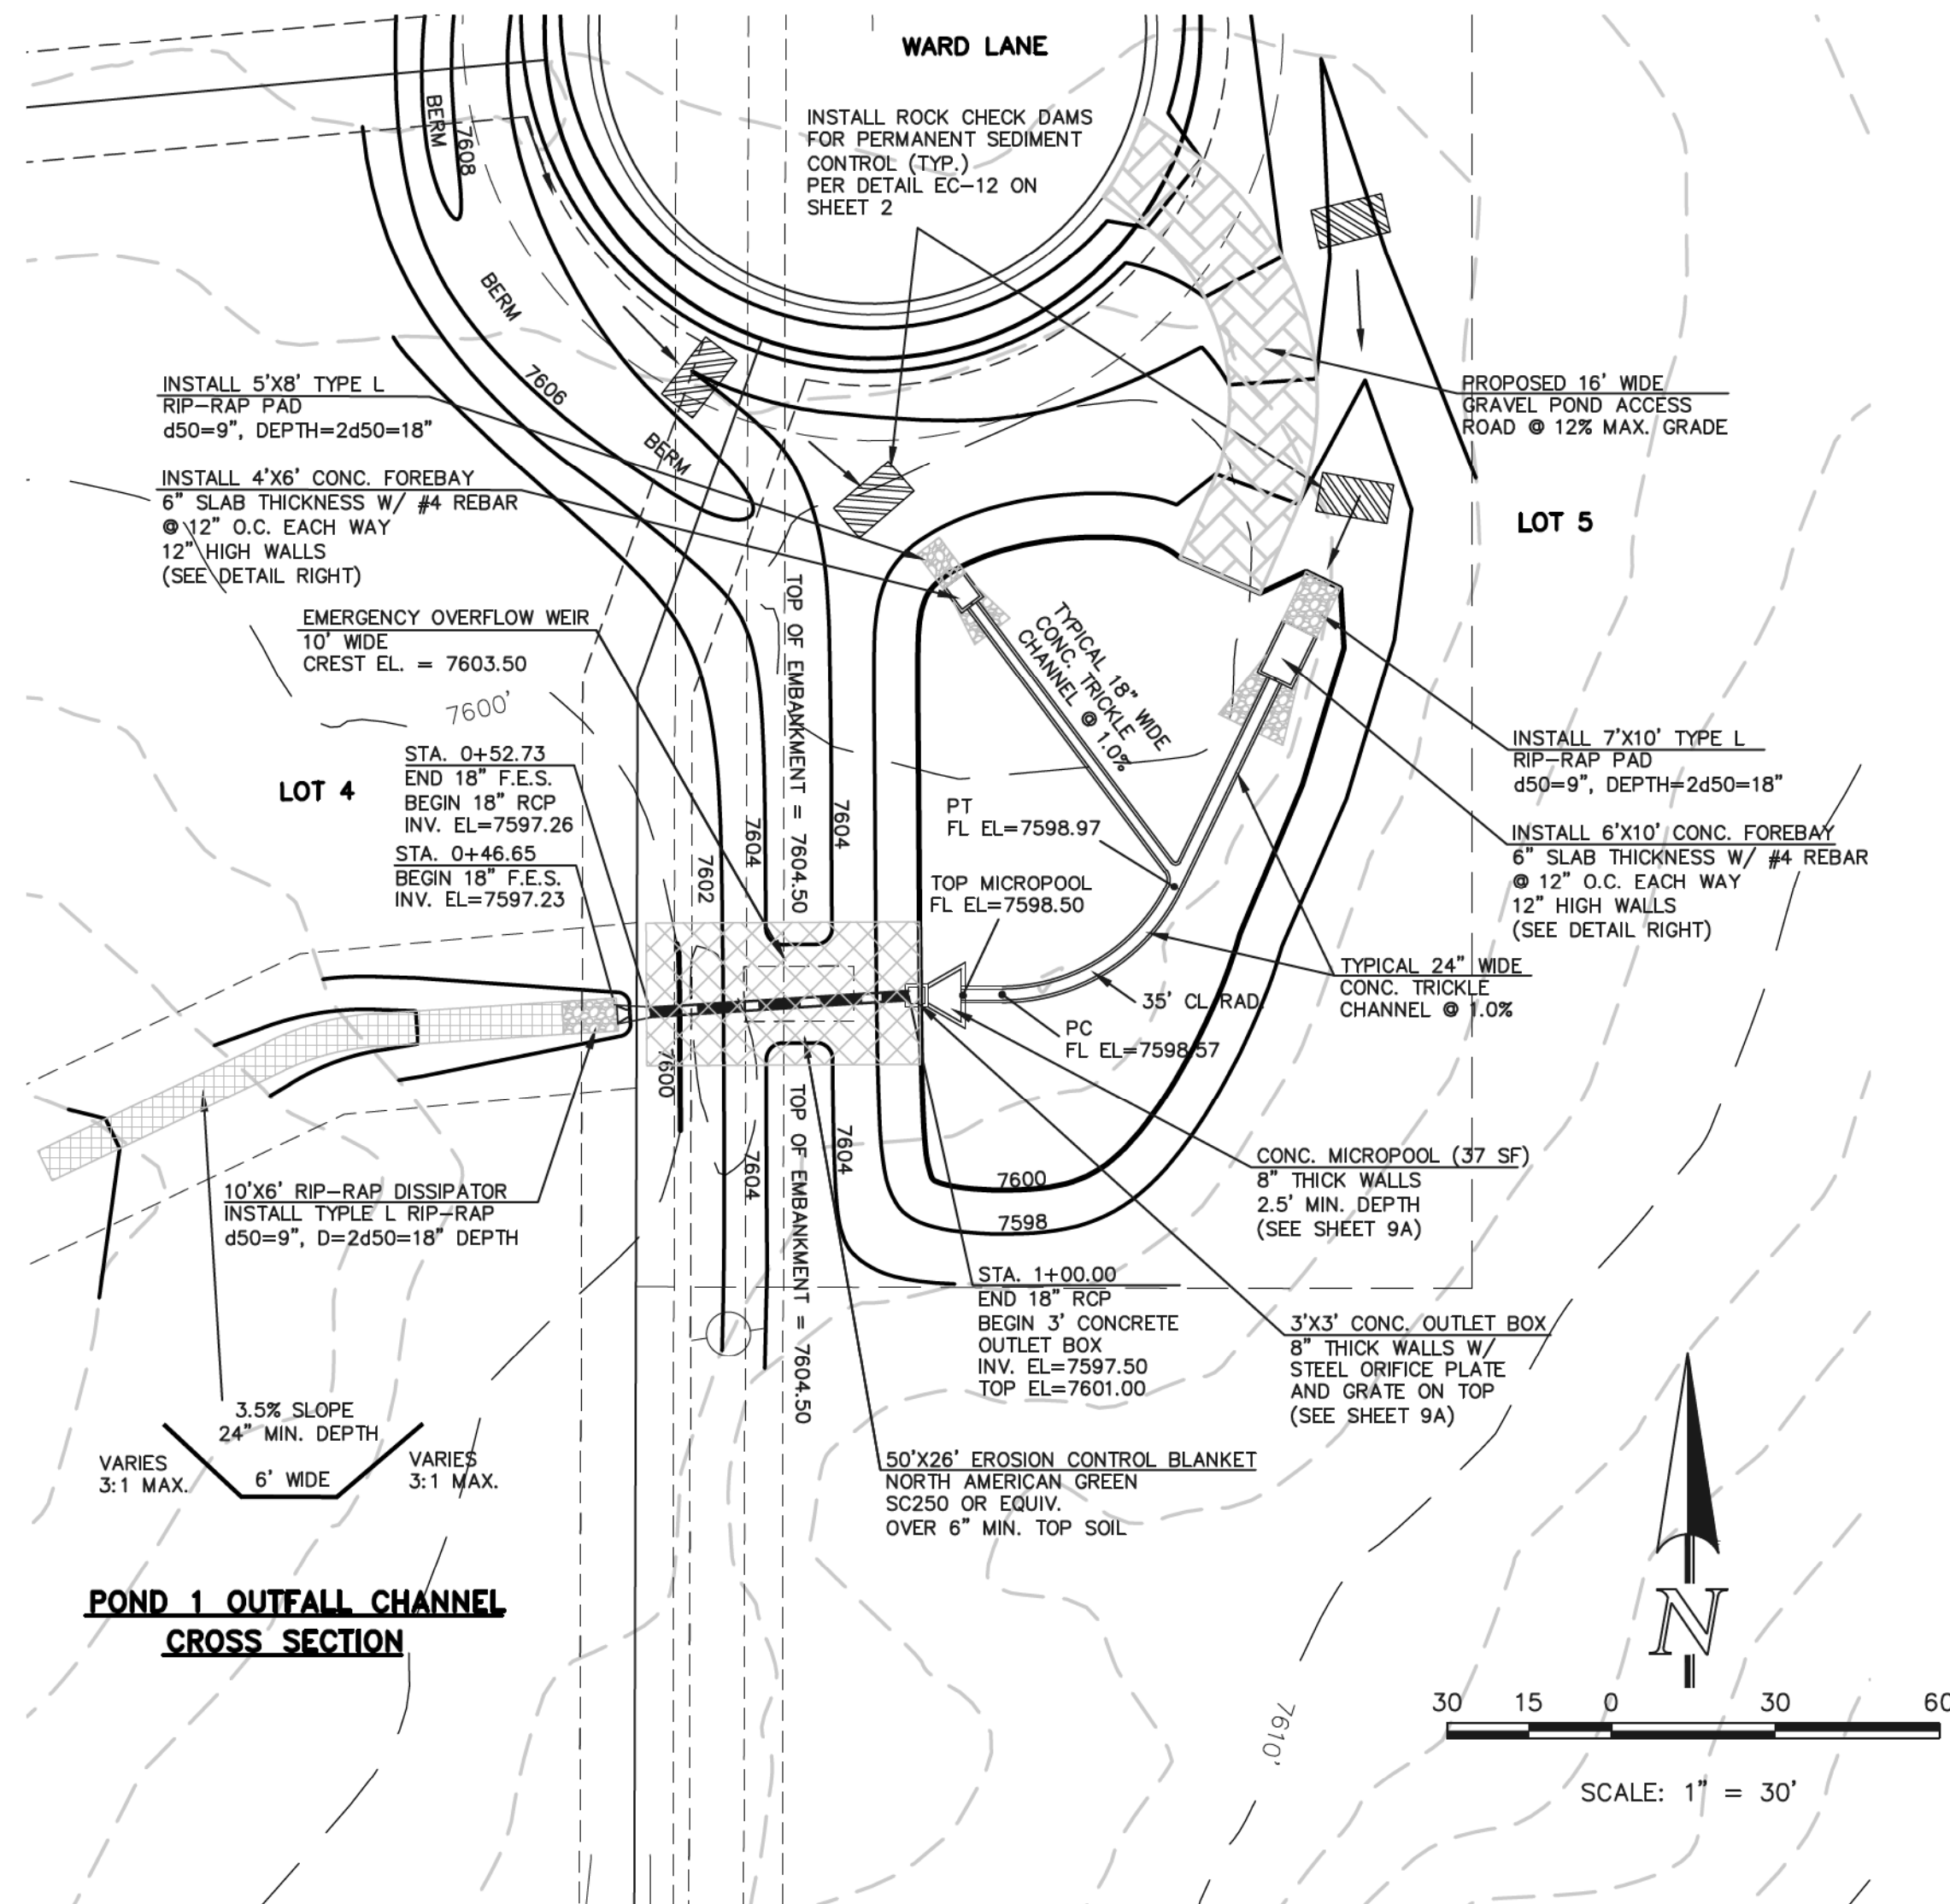 WARD LANE
INSTALL ROCK CHECK DAMS
FOR PERMANENT SEDIMENT
CONTROL (TYP.)
PER DETAIL EC-12 ON
SHEET 2
BERM
7608
BERM
7606
BERM
INSTALL 5'X8' TYPE L
RIP-RAP PAD
d50=9", DEPTH=2d50=18"
INSTALL 4'X6' CONC. FOREBAY
6" SLAB THICKNESS W/ #4 REBAR
@ 12" O.C. EACH WAY
12" HIGH WALLS
(SEE DETAIL RIGHT)
EMERGENCY OVERFLOW WEIR
10' WIDE
CREST EL. = 7603.50
7600'
LOT 4
STA. 0+52.73
END 18" F.E.S.
BEGIN 18" RCP
INV. EL=7597.26
STA. 0+46.65
BEGIN 18" F.E.S.
INV. EL=7597.23
PROPOSED 16' WIDE
GRAVEL POND ACCESS
ROAD @ 12% MAX. GRADE
LOT 5
TYPICAL 18" WIDE
CONC. TRICKLE
CHANNEL @ 1.0%
TOP OF EMBANKMENT = 7604.50
7604
7604
7602
PT
FL EL=7598.97
TOP MICROPOOL
FL EL=7598.50
INSTALL 7'X10' TYPE L
RIP-RAP PAD
d50=9", DEPTH=2d50=18"
INSTALL 6'X10' CONC. FOREBAY
6" SLAB THICKNESS W/ #4 REBAR
@ 12" O.C. EACH WAY
12" HIGH WALLS
(SEE DETAIL RIGHT)
TYPICAL 24" WIDE
CONC. TRICKLE
CHANNEL @ 1.0%
35' CL RAD.
PC
FL EL=7598.57
7600
7604
7604
TOP OF EMBANKMENT = 7604.50
7600
7598
CONC. MICROPOOL (37 SF)
8" THICK WALLS
2.5' MIN. DEPTH
(SEE SHEET 9A)
10'X6' RIP-RAP DISSIPATOR
INSTALL TYPLE L RIP-RAP
d50=9", D=2d50=18" DEPTH
STA. 1+00.00
END 18" RCP
BEGIN 3' CONCRETE
OUTLET BOX
INV. EL=7597.50
TOP EL=7601.00
3'X3' CONC. OUTLET BOX
8" THICK WALLS W/
STEEL ORIFICE PLATE
AND GRATE ON TOP
(SEE SHEET 9A)
50'X26' EROSION CONTROL BLANKET
NORTH AMERICAN GREEN
SC250 OR EQUIV.
OVER 6" MIN. TOP SOIL
3.5% SLOPE
24" MIN. DEPTH
VARIES
3:1 MAX.
6' WIDE
VARIES
3:1 MAX.
POND 1 OUTFALL CHANNEL
CROSS SECTION
7610'
N
30 15 0 30 60
SCALE: 1" = 30'